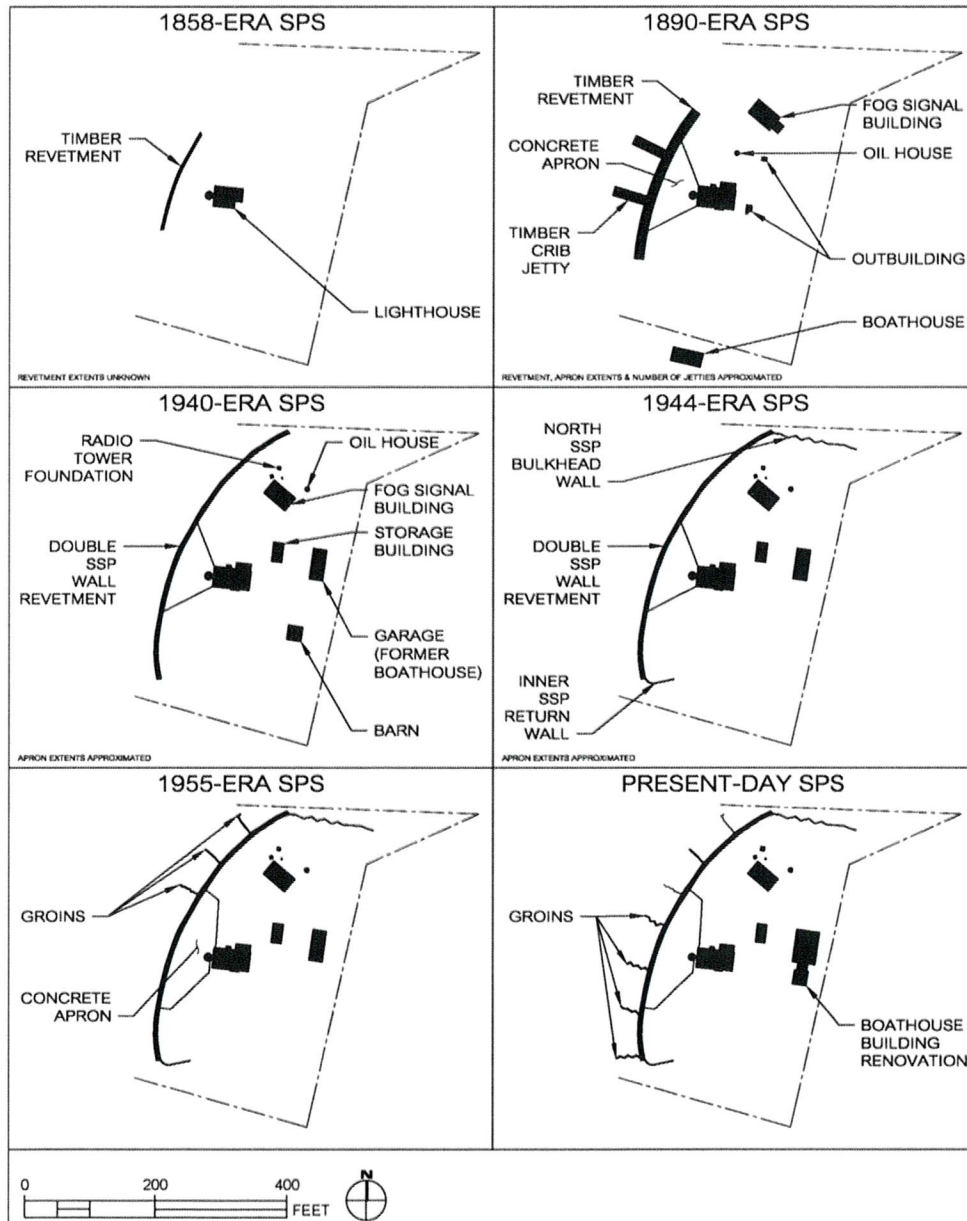 1858-ERA SPS
TIMBER
REVETMENT
LIGHTHOUSE
REVETMENT EXTENTS UNKNOWN
1890-ERA SPS
TIMBER
REVETMENT
FOG SIGNAL
BUILDING
CONCRETE
APRON
OIL HOUSE
TIMBER
CRIB
JETTY
OUTBUILDING
BOATHOUSE
REVETMENT, APRON EXTENTS & NUMBER OF JETTIES APPROXIMATED
1940-ERA SPS
RADIO
TOWER
FOUNDATION
OIL HOUSE
FOG SIGNAL
BUILDING
STORAGE
BUILDING
DOUBLE
SSP
WALL
REVETMENT
GARAGE
(FORMER
BOATHOUSE)
BARN
APRON EXTENTS APPROXIMATED
1944-ERA SPS
NORTH
SSP
BULKHEAD
WALL
DOUBLE
SSP
WALL
REVETMENT
INNER
SSP
RETURN
WALL
APRON EXTENTS APPROXIMATED
1955-ERA SPS
GROINS
CONCRETE
APRON
PRESENT-DAY SPS
GROINS
BOATHOUSE
BUILDING
RENOVATION
0 200 400
FEET
N